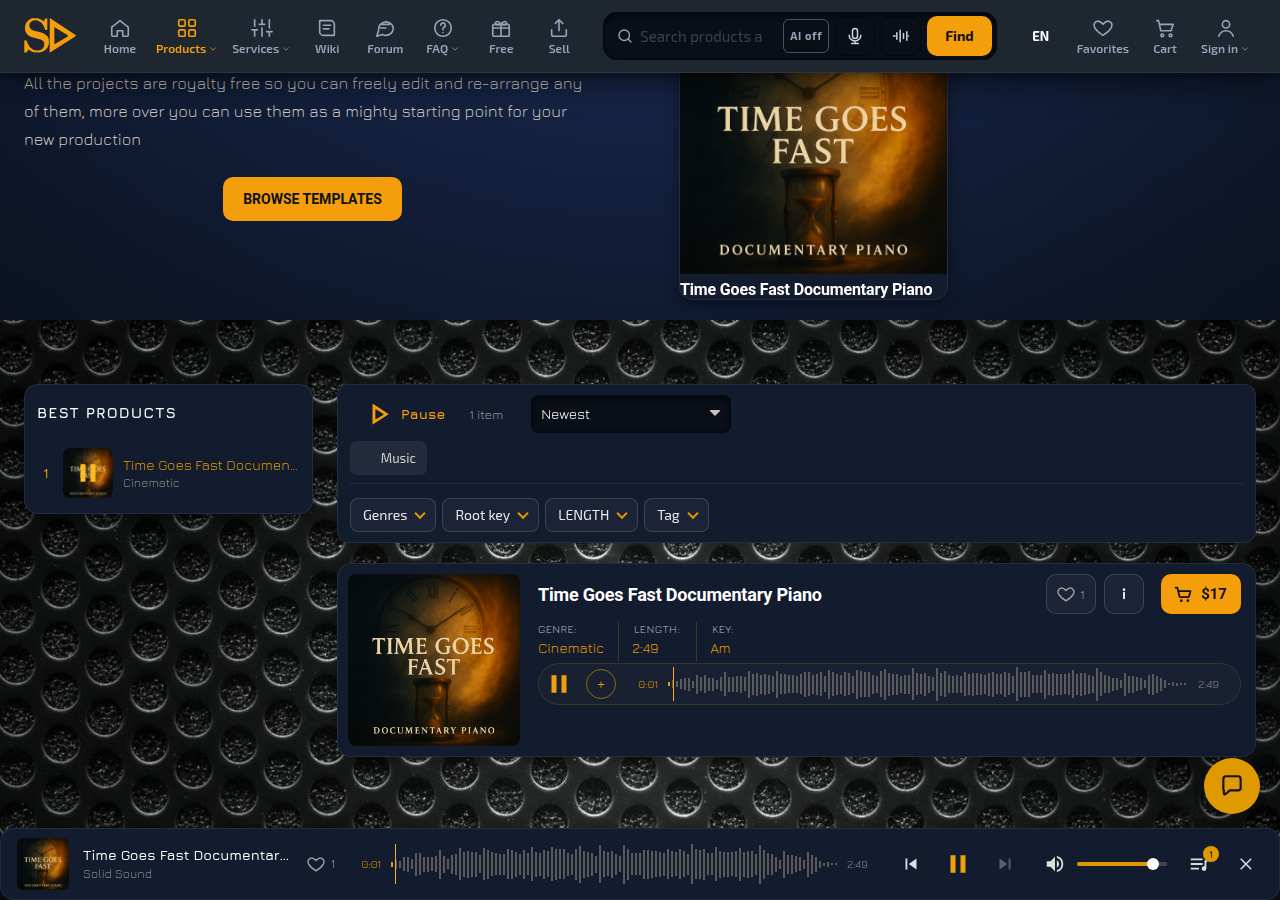 SD
Home
Products
Services
Wiki
Forum
FAQ
Free
Sell
Search products a
AI off
Find
EN
Favorites
Cart
Sign in
All the projects are royalty free so you can freely edit and re-arrange any
of them, more over you can use them as a mighty starting point for your
new production
BROWSE TEMPLATES
TIME GOES
FAST
DOCUMENTARY PIANO
Time Goes Fast Documentary Piano
BEST PRODUCTS
1
Time Goes Fast Documen...
Cinematic
Pause
1 item
Newest
Music
Genres
Root key
LENGTH
Tag
TIME GOES
FAST
DOCUMENTARY PIANO
Time Goes Fast Documentary Piano
1
i
$17
GENRE:
LENGTH:
KEY:
Cinematic
2:49
Am
+
0:01
2:49
TIME GOES
FAST
Time Goes Fast Documentar...
Solid Sound
1
0:01
2:49
1